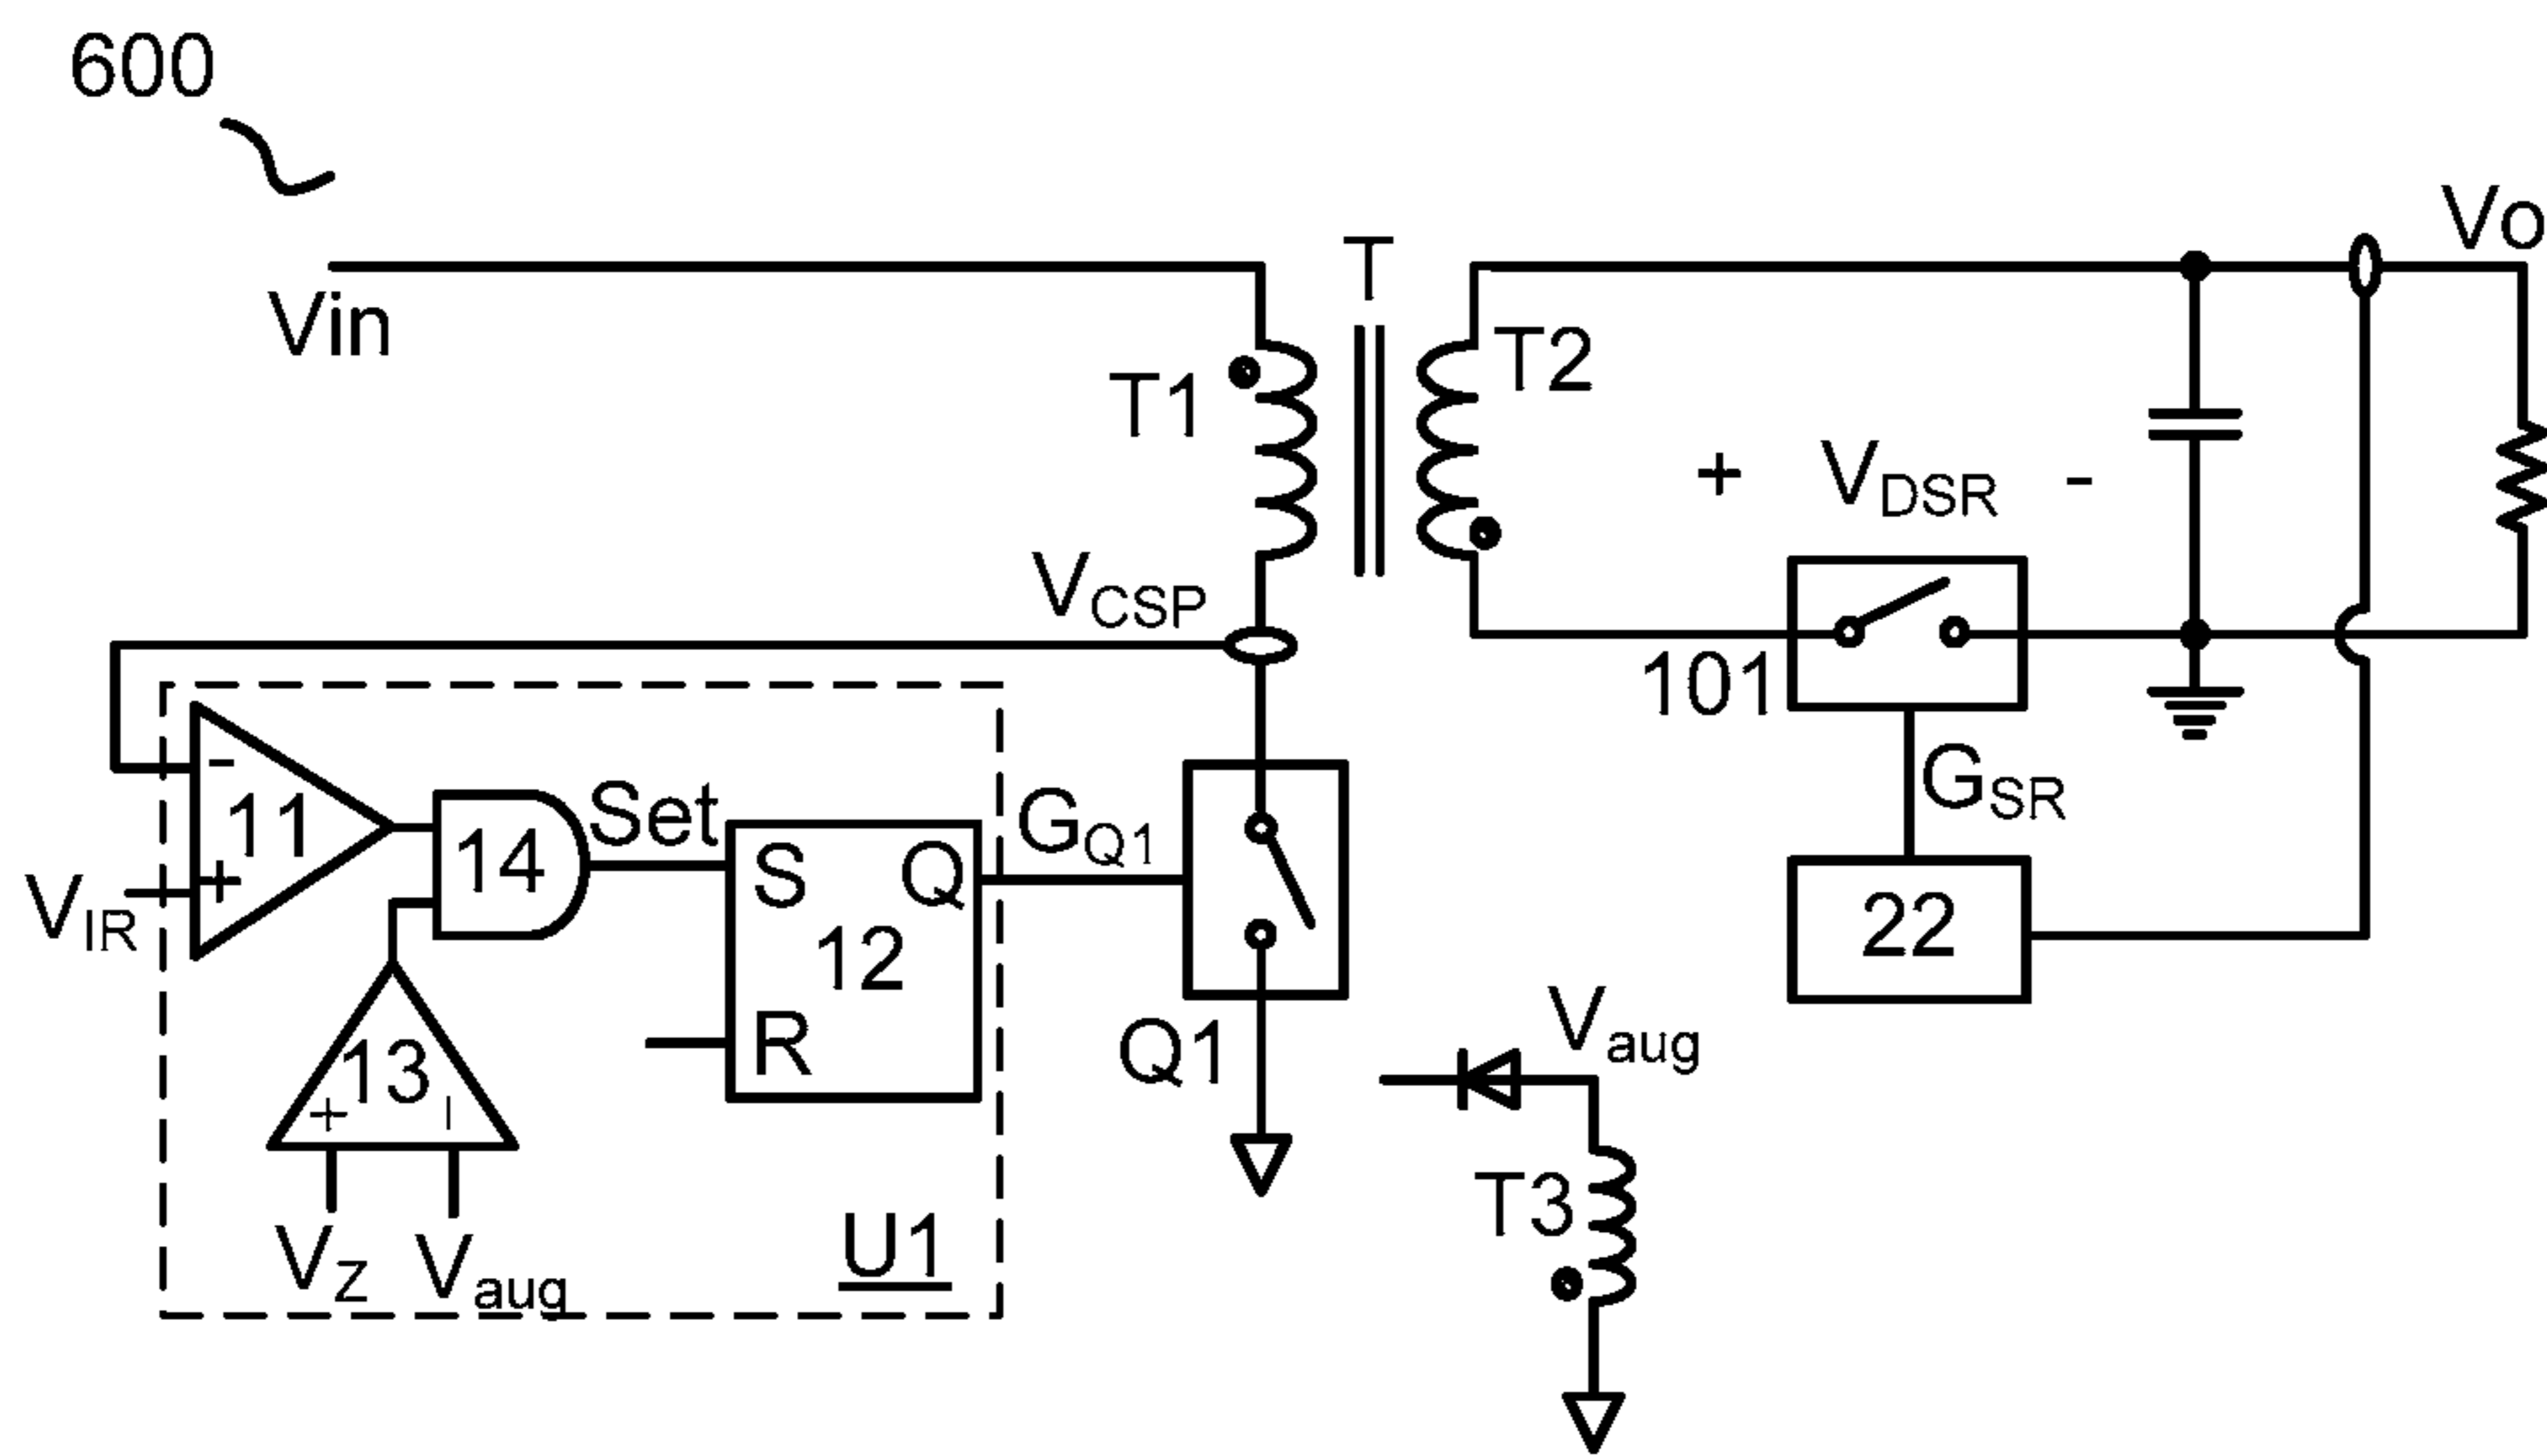 600
Vin
T
Vo
T1
T2
+ VDSR -
VCSP
101
GSR
-
11
+
VIR
14
Set
S
Q
12
R
GQ1
22
13
+ -
VZ
Vaug
U1
Q1
Vaug
T3